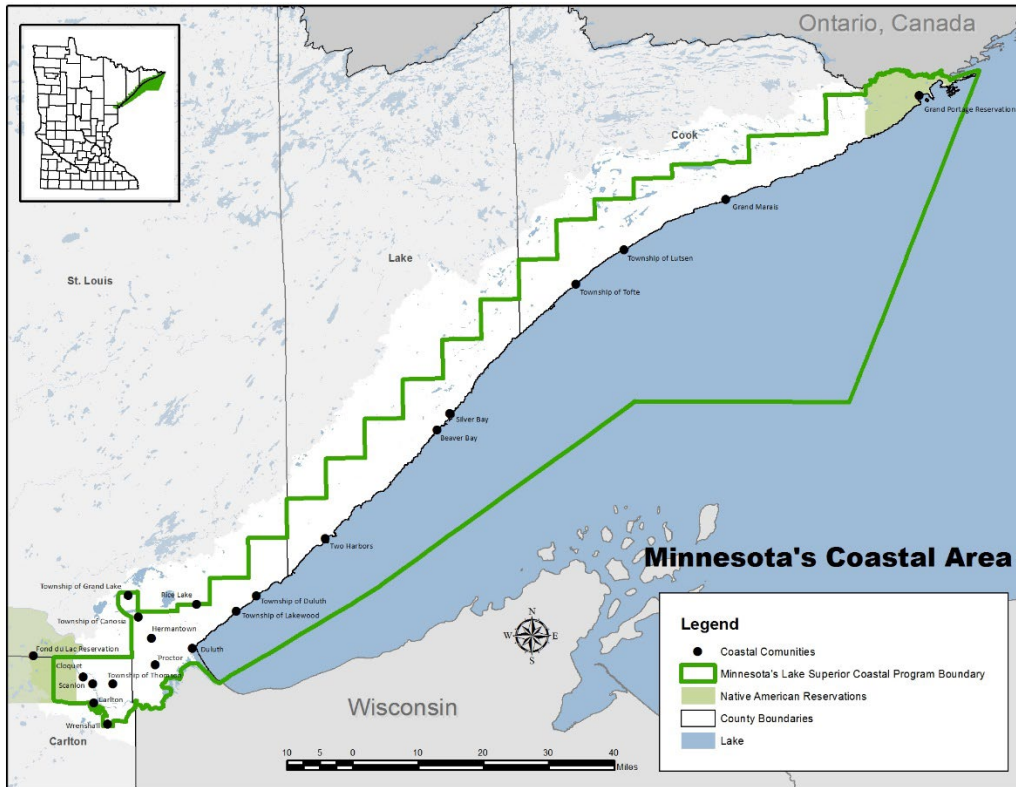 Ontario, Canada
Grand Portage Reservation
Cook
Grand Marais
Township of Lutsen
Lake
Township of Tofte
St. Louis
Silver Bay
Beaver Bay
Two Harbors
Minnesota's Coastal Area
Township of Grand Lake
Rice Lake
Township of Duluth
Township of Lakewood
Township of Canosia
Hermantown
Duluth
Fond du Lac Reservation
Proctor
Cloquet
Township of Thomson
Scanlon
Carlton
Wrenshall
Carlton
Wisconsin
N
W
E
S
Legend
Coastal Comunities
Minnesota's Lake Superior Coastal Program Boundary
Native American Reservations
County Boundaries
Lake
10 5 0 10 20 30 40
Miles